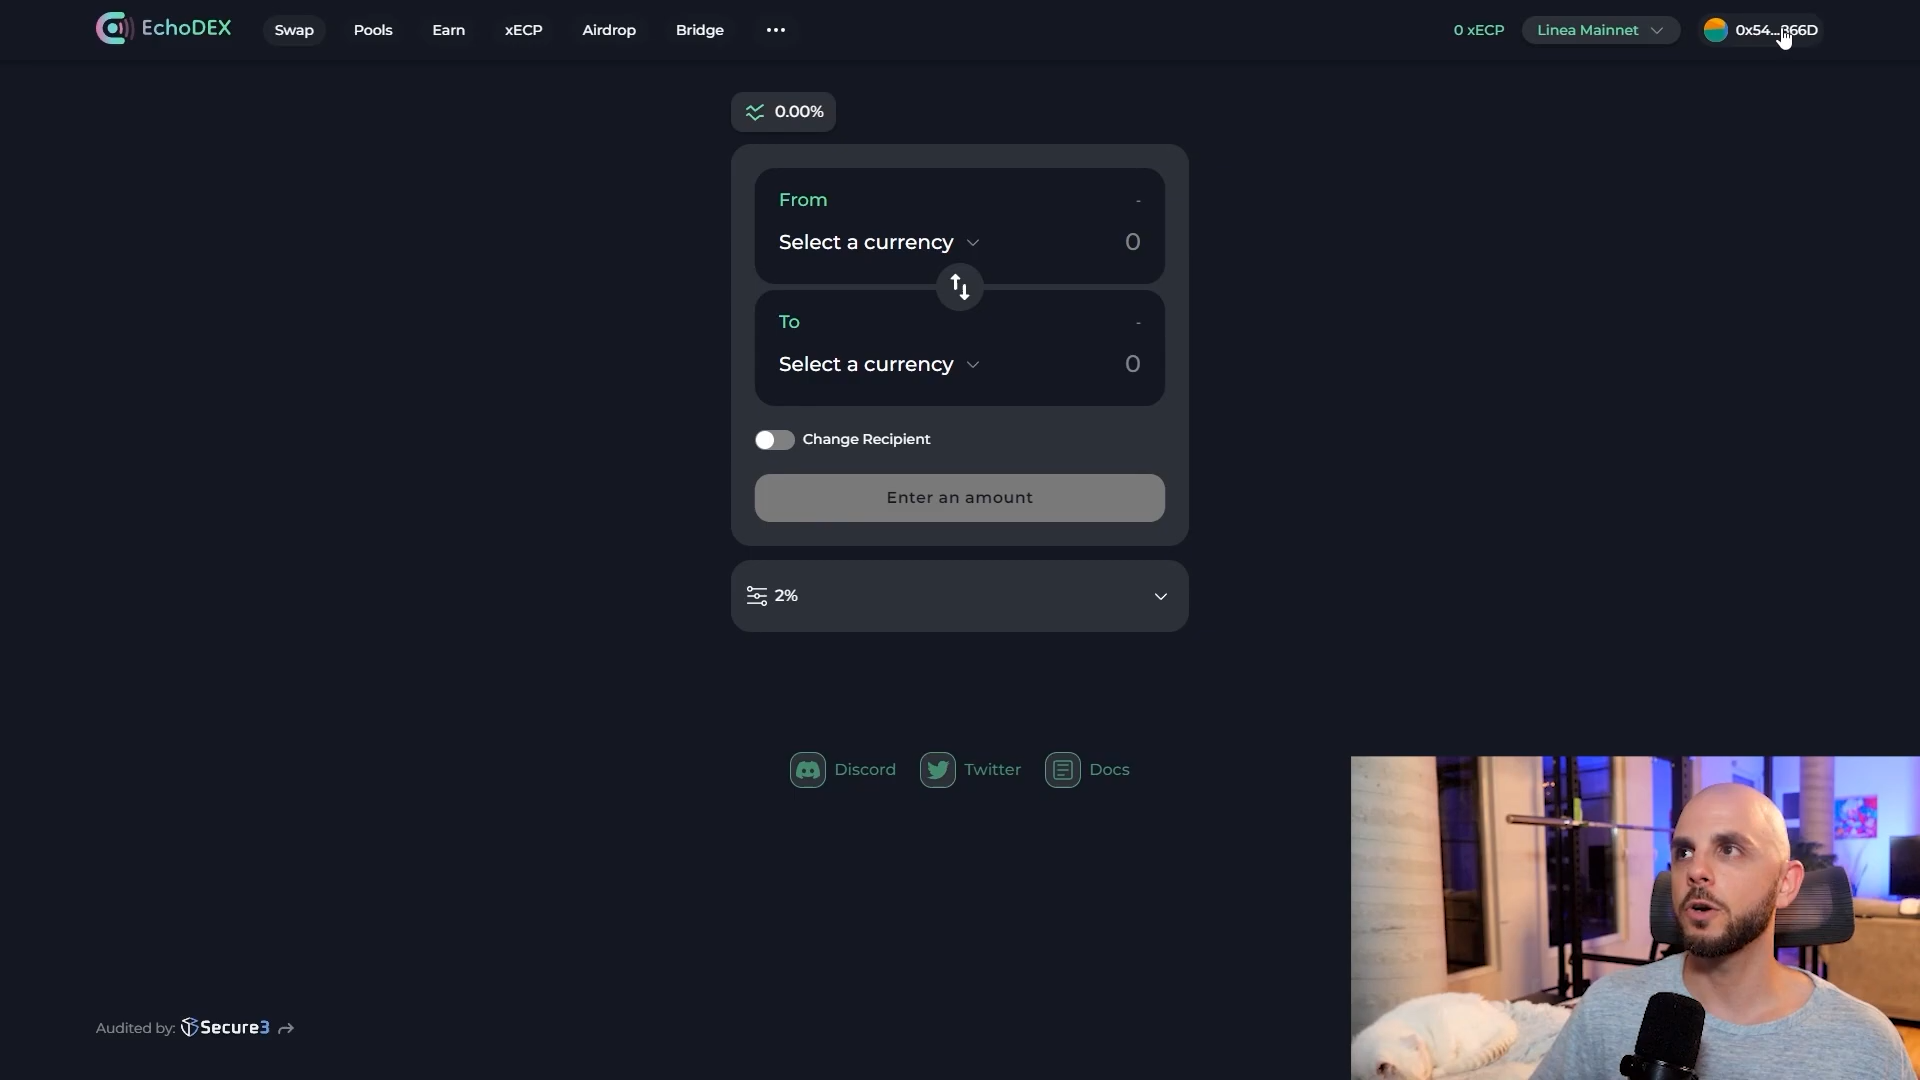 EchoDEX
Swap
Pools
Earn
xECP
Airdrop
Bridge
0 xECP
Linea Mainnet
0.00%
From
-
Select a currency
0
To
-
Select a currency
0
Change Recipient
Enter an amount
2%
Discord
Twitter
Docs
Audited by: Secure3